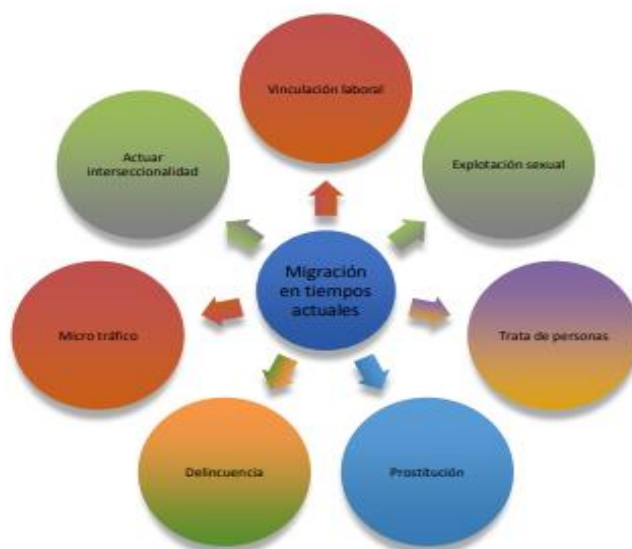 Vinculación laboral
Actuar
interseccionalidad
Explotación sexual
Migración
en tiempos
actuales
Micro tráfico
Trata de personas
Delincuencia
Prostitución